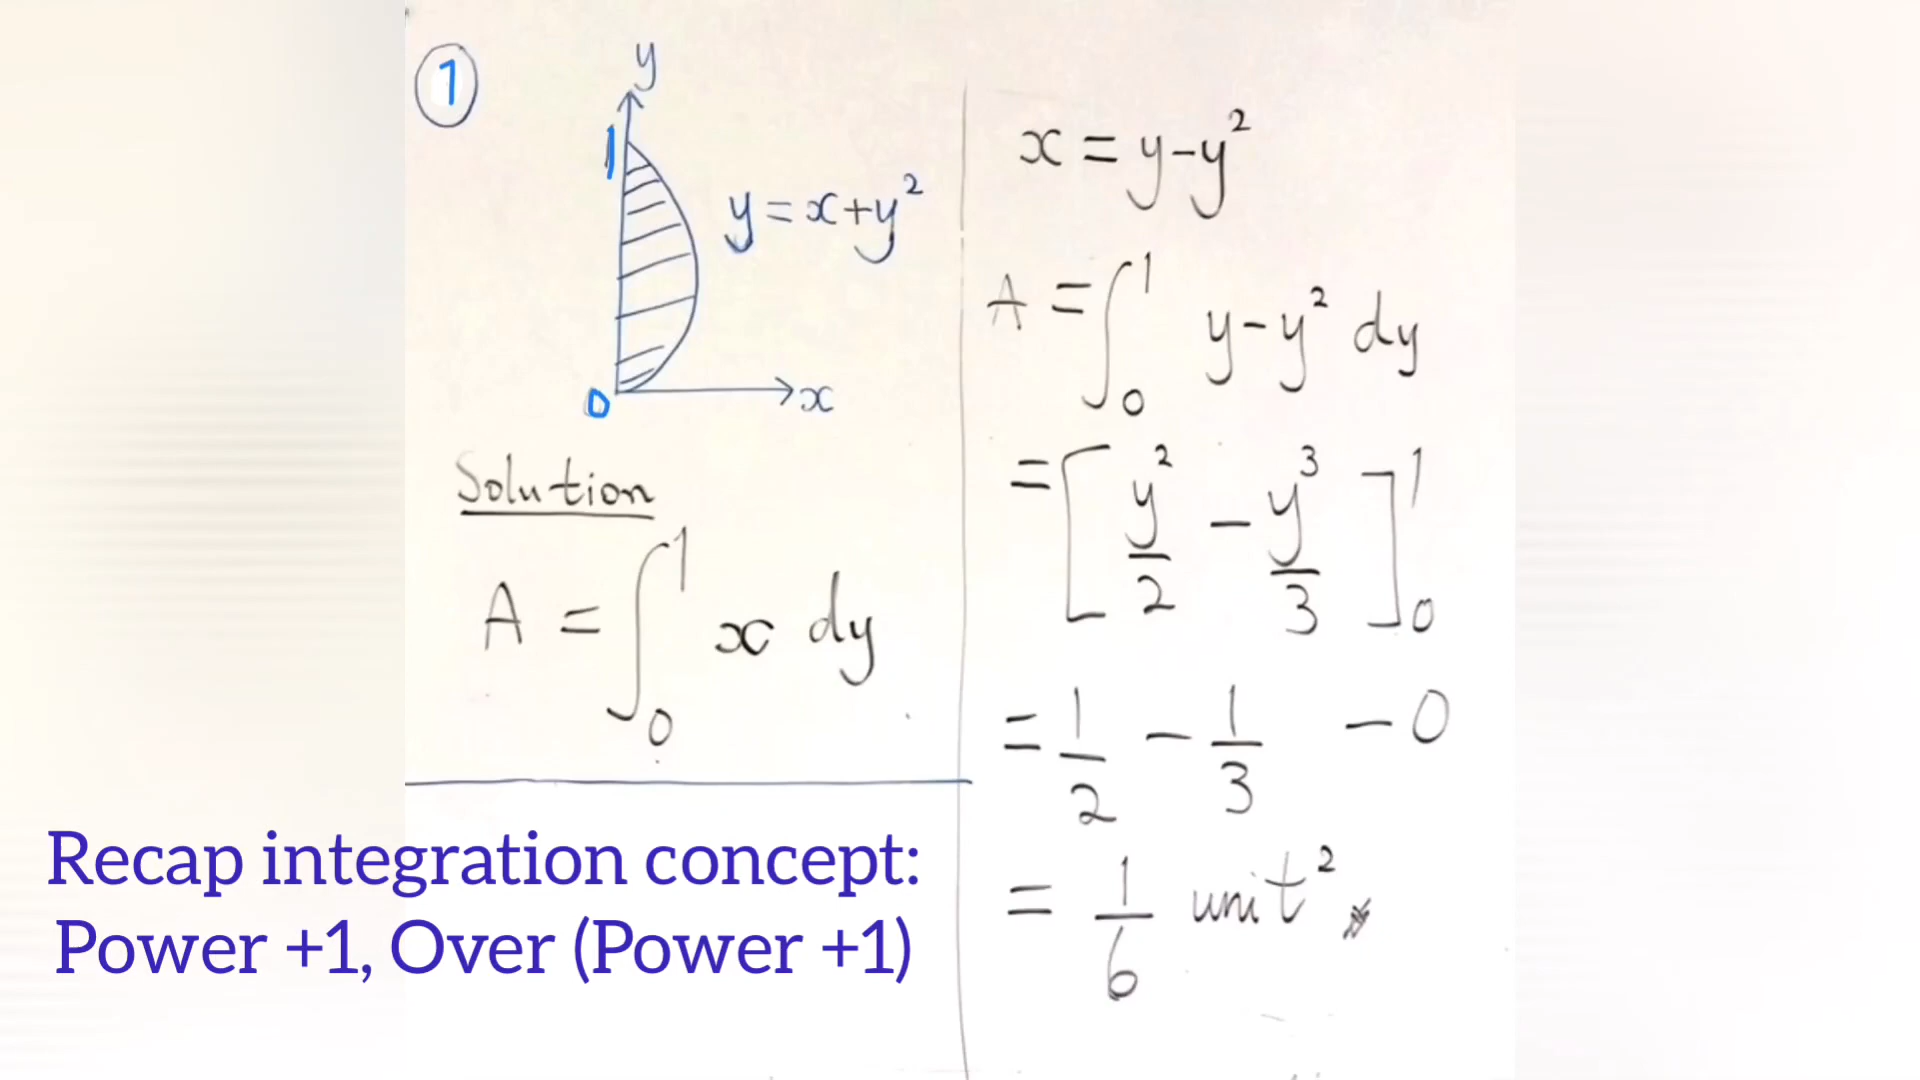 1
y
1
y = x + y²
0
x
Solution
A = ∫₀¹ x dy
x = y - y²
A = ∫₀¹ y - y² dy
= [y²/2 - y³/3]₀¹
= 1/2 - 1/3 - 0
= 1/6 unit²
Recap integration concept:
Power +1, Over (Power +1)